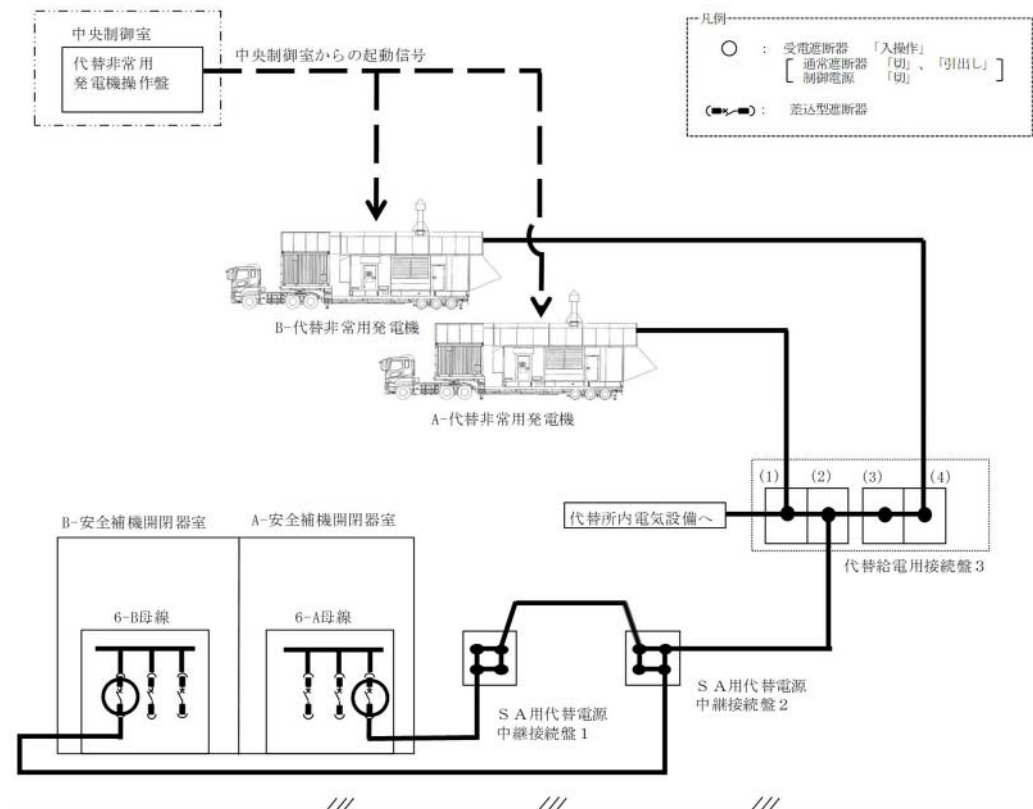 中央制御室
代替非常用
発電機操作盤
中央制御室からの起動信号
凡例
○ : 受電遮断器 「入操作」
通常遮断器 「切」、「引出し」
制御電源 「切」
: 差込型遮断器
B-代替非常用発電機
A-代替非常用発電機
(1) (2) (3) (4)
代替所内電気設備へ
代替給電用接続盤3
B-安全補機開閉器室
A-安全補機開閉器室
6-B母線
6-A母線
SA用代替電源
中継接続盤1
SA用代替電源
中継接続盤2